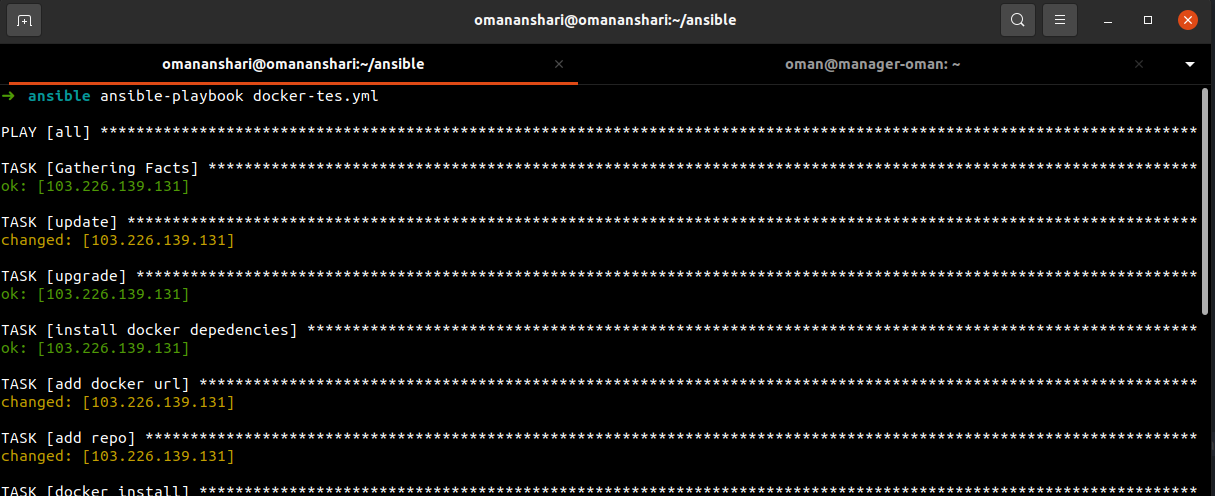 omananshari@omananshari:~/ansible
omananshari@omananshari:~/ansible
oman@manager-oman: ~
➜ ansible ansible-playbook docker-tes.yml
PLAY [all] **************************************************************************************************************************
TASK [Gathering Facts] **************************************************************************************************************
ok: [103.226.139.131]
TASK [update] ***********************************************************************************************************************
changed: [103.226.139.131]
TASK [upgrade] **********************************************************************************************************************
ok: [103.226.139.131]
TASK [install docker depedencies] ***************************************************************************************************
ok: [103.226.139.131]
TASK [add docker url] ***************************************************************************************************************
changed: [103.226.139.131]
TASK [add repo] *********************************************************************************************************************
changed: [103.226.139.131]
TASK [docker install] ***************************************************************************************************************